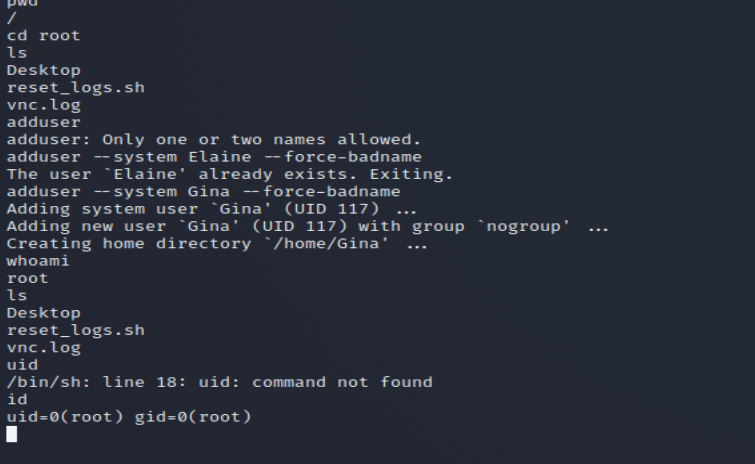 pwd
/
cd root
ls
Desktop
reset_logs.sh
vnc.log
adduser
adduser: Only one or two names allowed.
adduser --system Elaine --force-badname
The user `Elaine' already exists. Exiting.
adduser --system Gina --force-badname
Adding system user `Gina' (UID 117) ...
Adding new user `Gina' (UID 117) with group `nogroup' ...
Creating home directory `/home/Gina' ...
whoami
root
ls
Desktop
reset_logs.sh
vnc.log
uid
/bin/sh: line 18: uid: command not found
id
uid=0(root) gid=0(root)